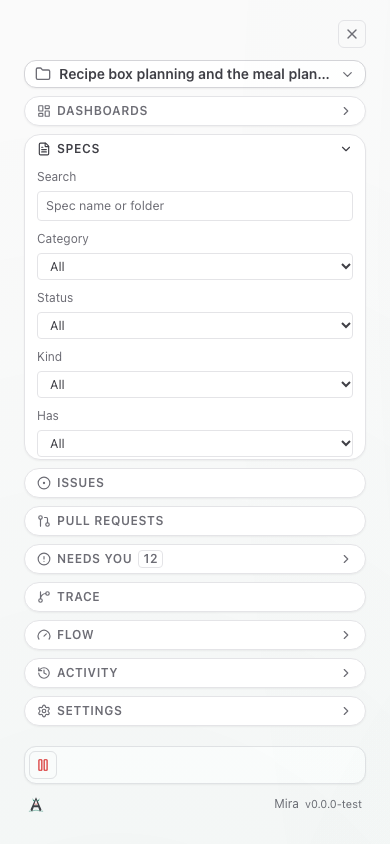 Recipe box planning and the meal plan...
DASHBOARDS
SPECS
Search
Spec name or folder
Category
All
Status
All
Kind
All
Has
All
ISSUES
PULL REQUESTS
NEEDS YOU 12
TRACE
FLOW
ACTIVITY
SETTINGS
Mira v0.0.0-test